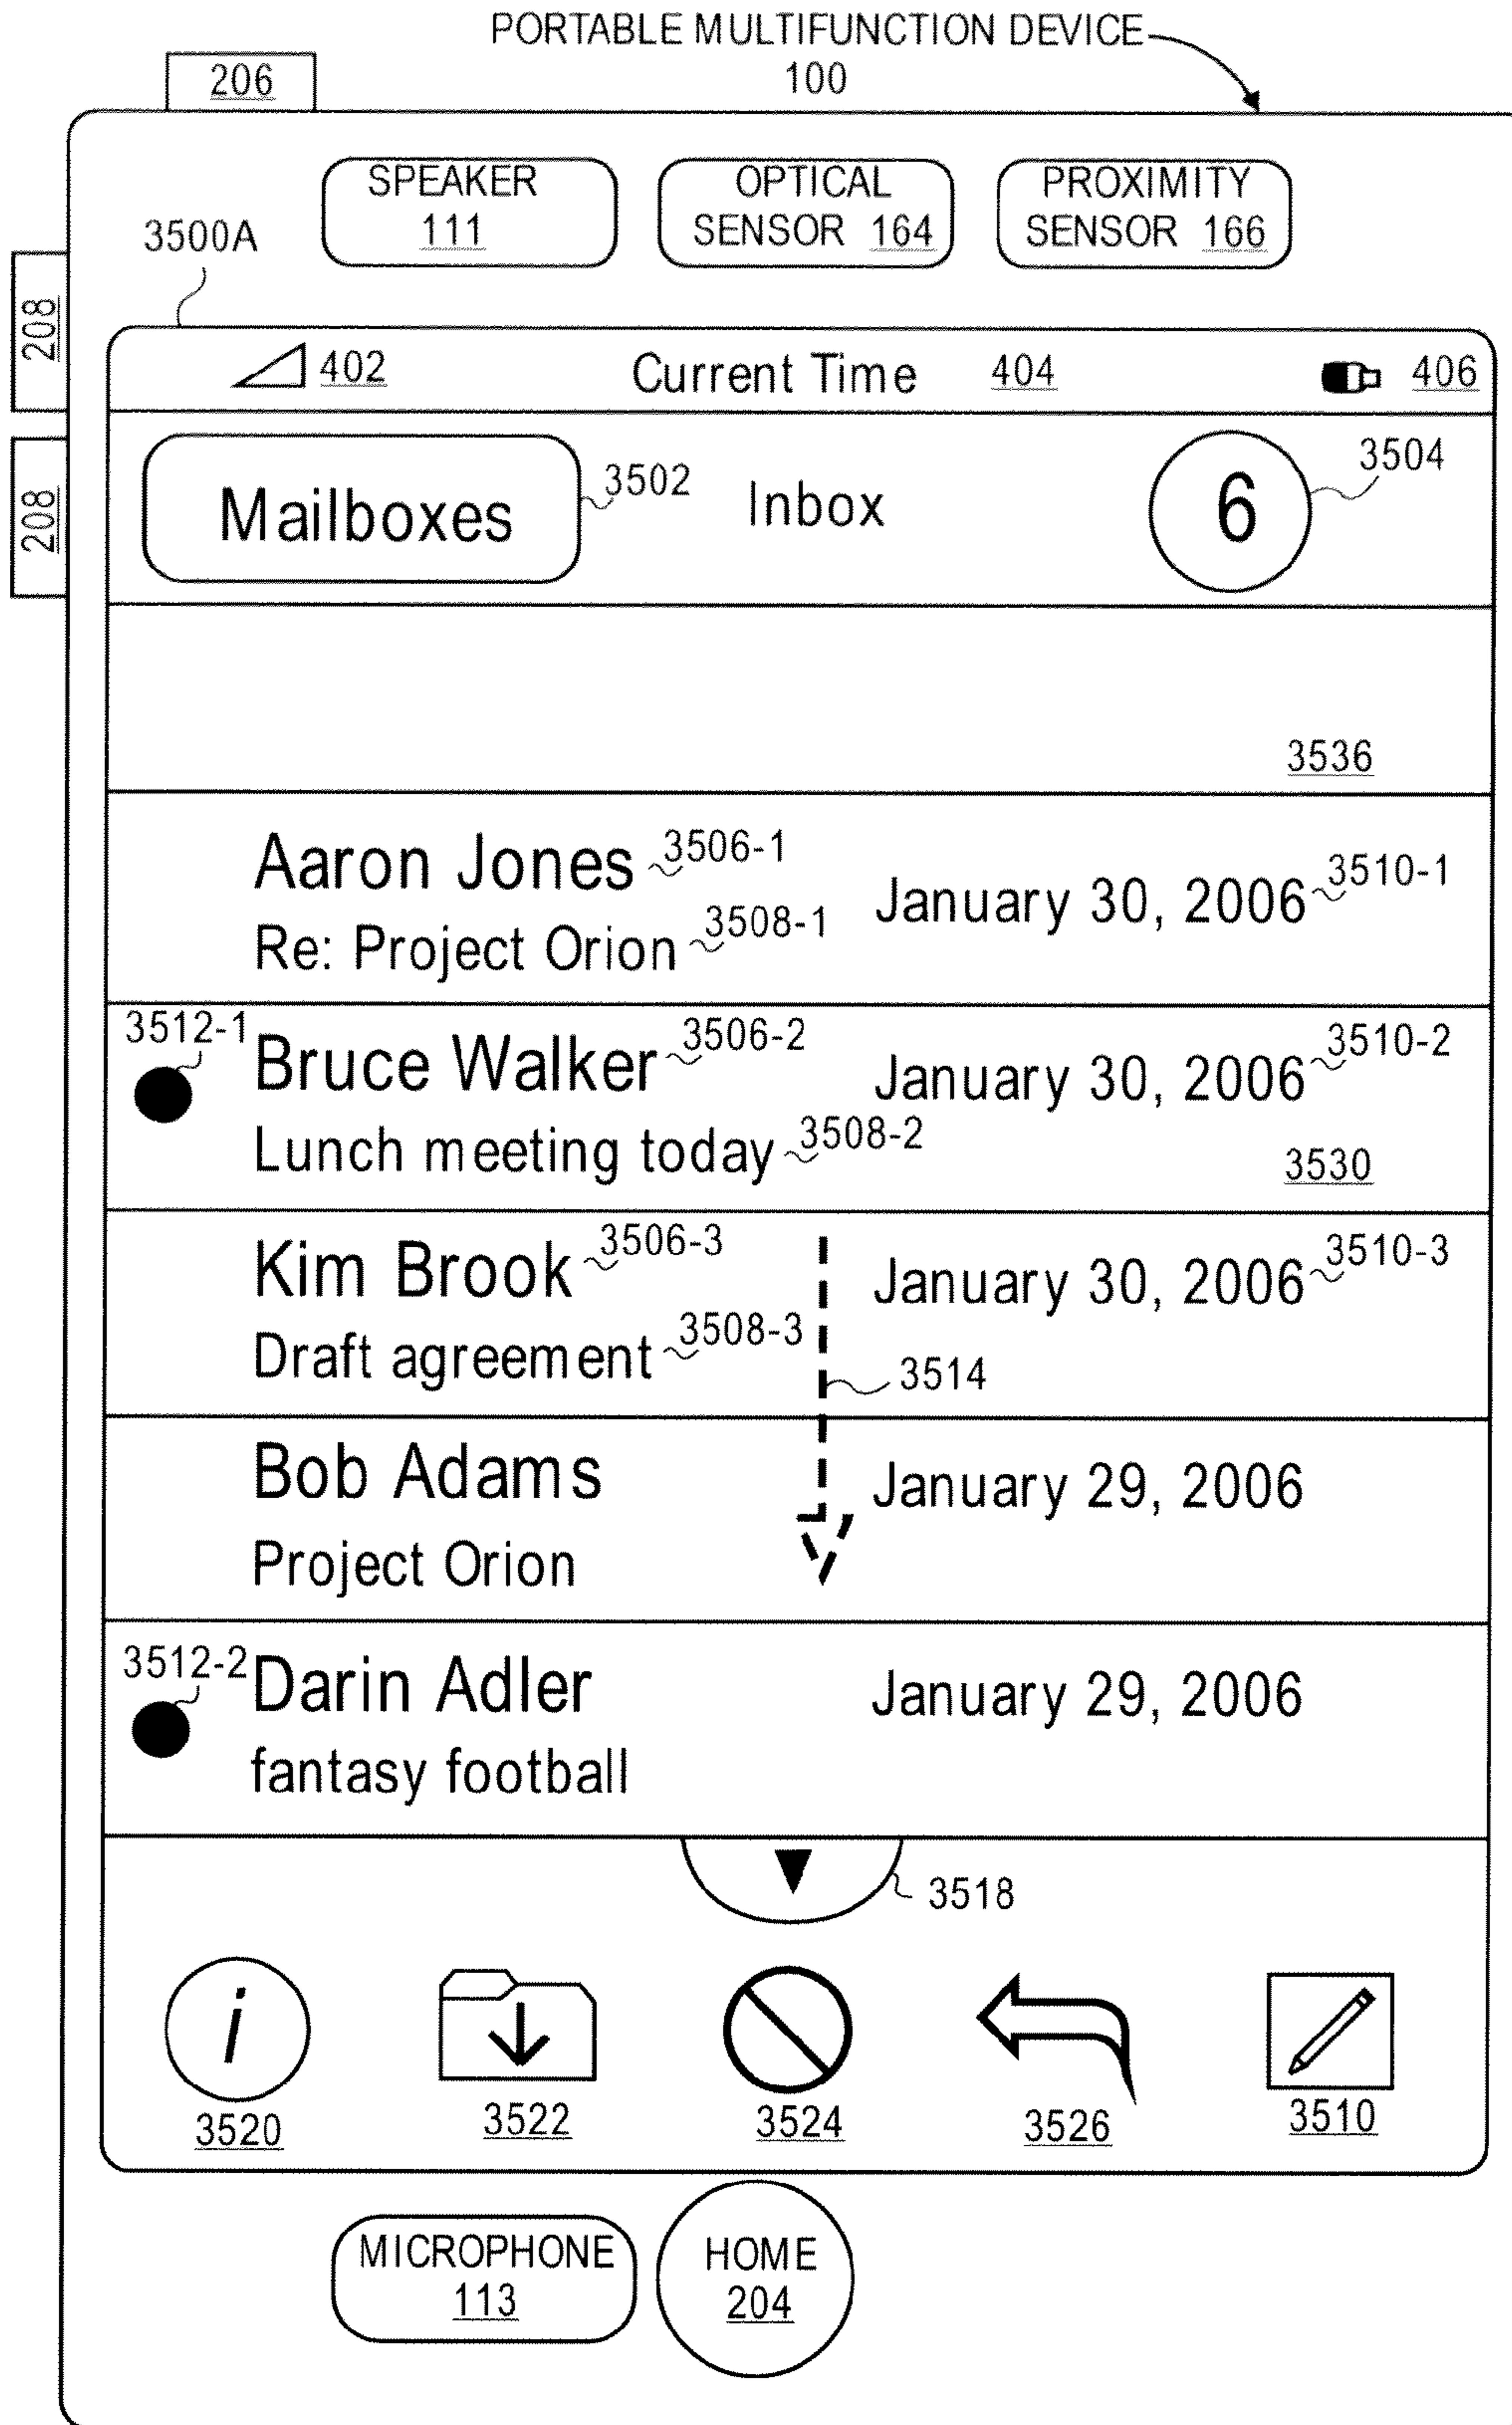 PORTABLE MULTIFUNCTION DEVICE
100
206
SPEAKER
111
OPTICAL
SENSOR 164
PROXIMITY
SENSOR 166
3500A
208
208
402 Current Time 404 406
Mailboxes 3502 Inbox 6 3504
3536
Aaron Jones 3506-1
January 30, 2006 3510-1
Re: Project Orion 3508-1
3512-1 Bruce Walker 3506-2
January 30, 2006 3510-2
Lunch meeting today 3508-2
3530
Kim Brook 3506-3
January 30, 2006 3510-3
Draft agreement 3508-3
3514
Bob Adams
January 29, 2006
Project Orion
3512-2 Darin Adler
January 29, 2006
fantasy football
3518
i
3520 3522 3524 3526 3510
MICROPHONE
113
HOME
204